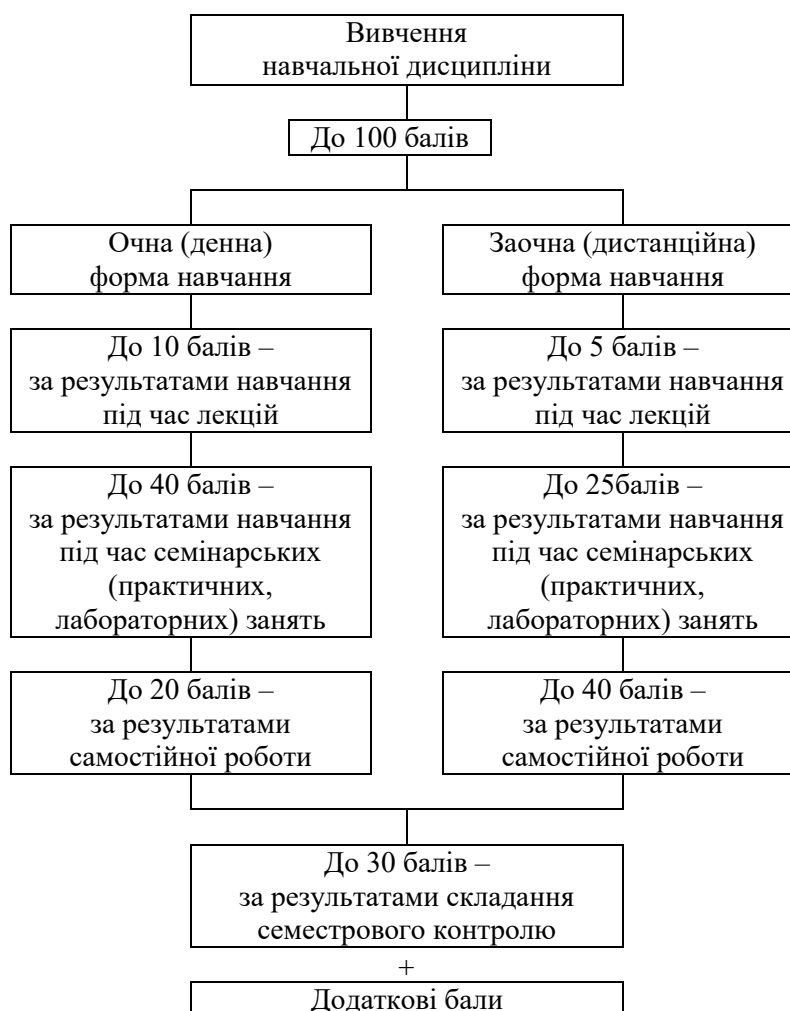 Вивчення
навчальної дисципліни
До 100 балів
Очна (денна)
форма навчання
Заочна (дистанційна)
форма навчання
До 10 балів –
за результатами навчання
під час лекцій
До 5 балів –
за результатами навчання
під час лекцій
До 40 балів –
за результатами навчання
під час семінарських
(практичних,
лабораторних) занять
До 25балів –
за результатами навчання
під час семінарських
(практичних,
лабораторних) занять
До 20 балів –
за результатами
самостійної роботи
До 40 балів –
за результатами
самостійної роботи
До 30 балів –
за результатами складання
семестрового контролю
+
Додаткові бали